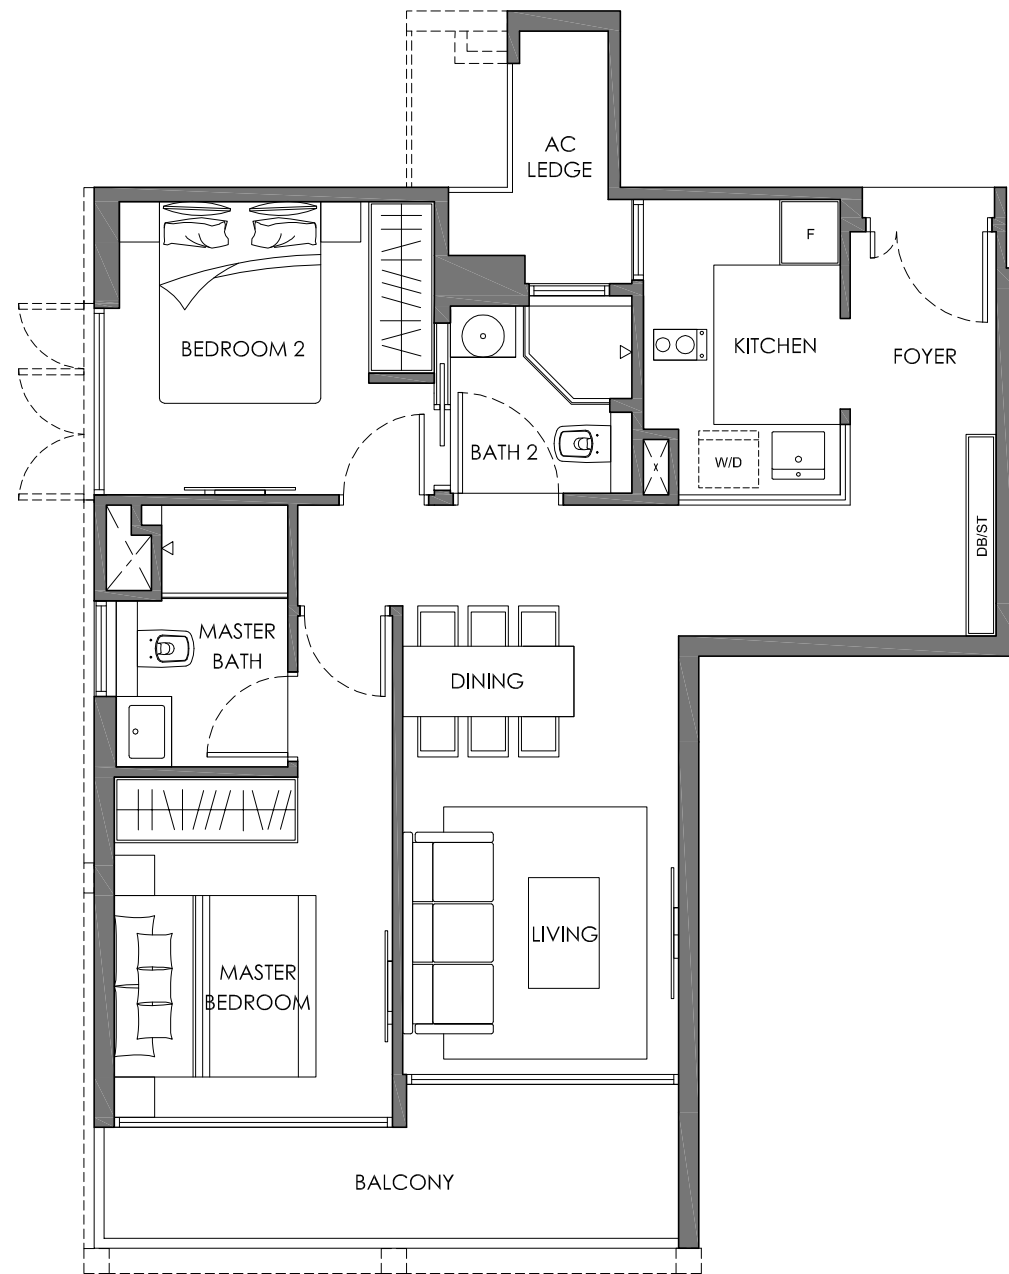 AC
LEDGE
F
BEDROOM 2
KITCHEN
FOYER
BATH 2
W/D
DB/ST
MASTER
BATH
DINING
LIVING
MASTER
BEDROOM
BALCONY